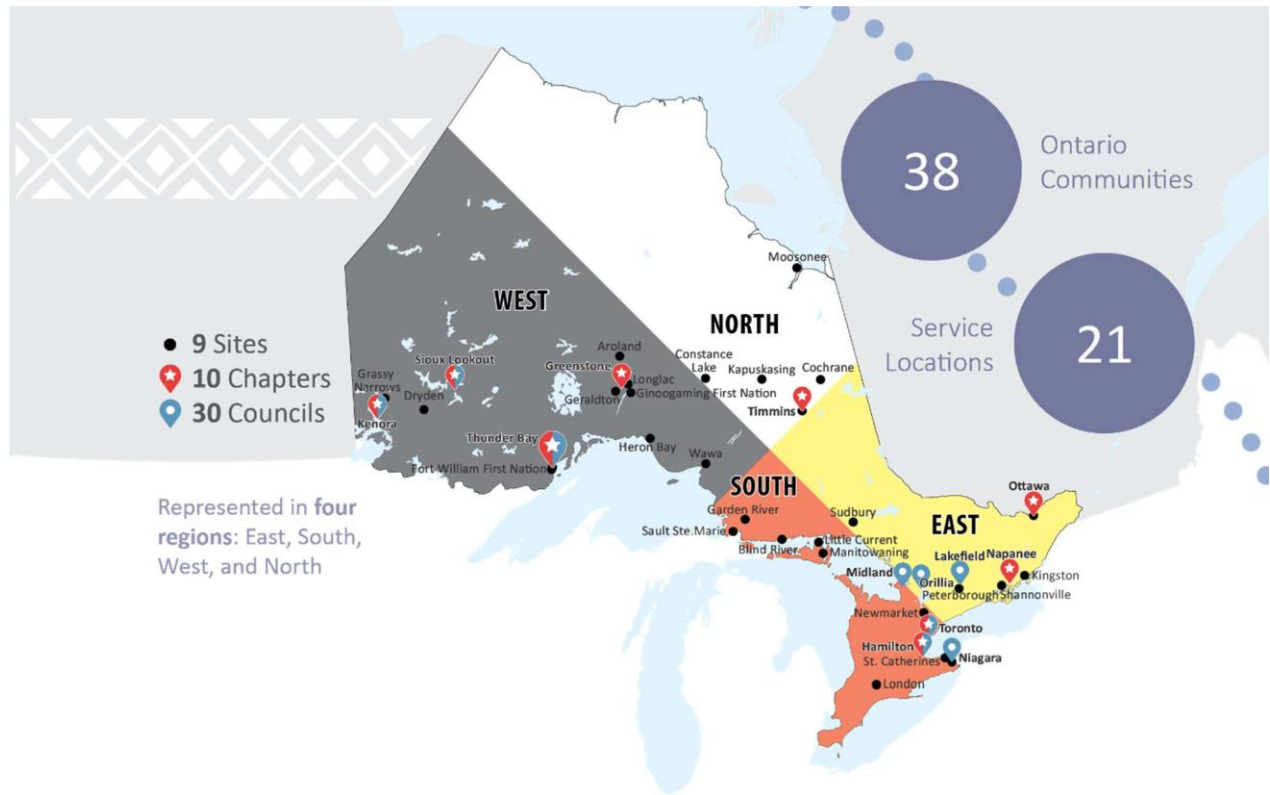 38
Ontario
Communities
21
Service
Locations
9 Sites
10 Chapters
30 Councils
Represented in four
regions: East, South,
West, and North
WEST
NORTH
SOUTH
EAST
Moosonee
Aroland
Sioux Lookout
Greenstone
Constance
Lake
Kapuskasing
Cochrane
Grassy
Narrows
Dryden
Longlac
Geraldton
Ginoogaming First Nation
Kenora
Timmins
Thunder Bay
Heron Bay
Wawa
Fort William First Nation
Ottawa
Garden River
Sudbury
Sault Ste.Marie
Blind River
Little Current
Manitowaning
Lakefield
Napanee
Midland
Orillia
Kingston
Peterborough
Shannonville
Newmarket
Toronto
Hamilton
St. Catherines
Niagara
London